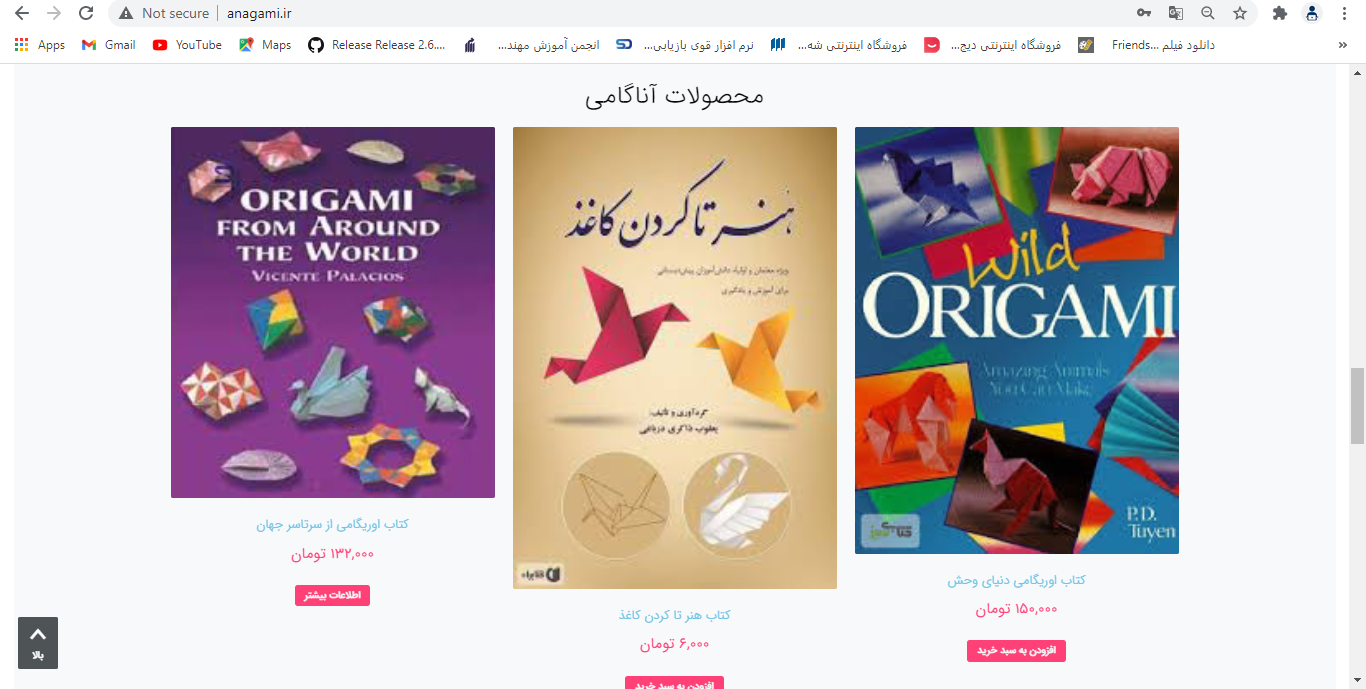 Not secure
anagami.ir
Apps
Gmail
YouTube
Maps
Release Release 2.6....
انجمن آموزش مهند...
نرم افزار قوی بازیابی...
فروشگاه اینترنتی شه...
فروشگاه اینترنتی دیج...
دانلود فیلم Friends...
محصولات آناگامی
ORIGAMI
FROM AROUND
THE WORLD
VICENTE PALACIOS
کتاب اوریگامی از سرتاسر جهان
۱۳۲,۰۰۰ تومان
اطلاعات بیشتر
هنر تا کردن کاغذ
ویژه معلمان و اولیاء دانش‌آموزان پیش‌دبستانی
برای آموزش و یادگیری
گردآوری و تالیف:
یعقوب ذاکری دریاغی
کتاب هنر تا کردن کاغذ
۶,۰۰۰ تومان
افزودن به سبد خرید
Wild
ORIGAMI
Amazing Animals
You Can Make
P.D.
Tuyen
کتاب اوریگامی دنیای وحش
۱۵۰,۰۰۰ تومان
افزودن به سبد خرید
بالا